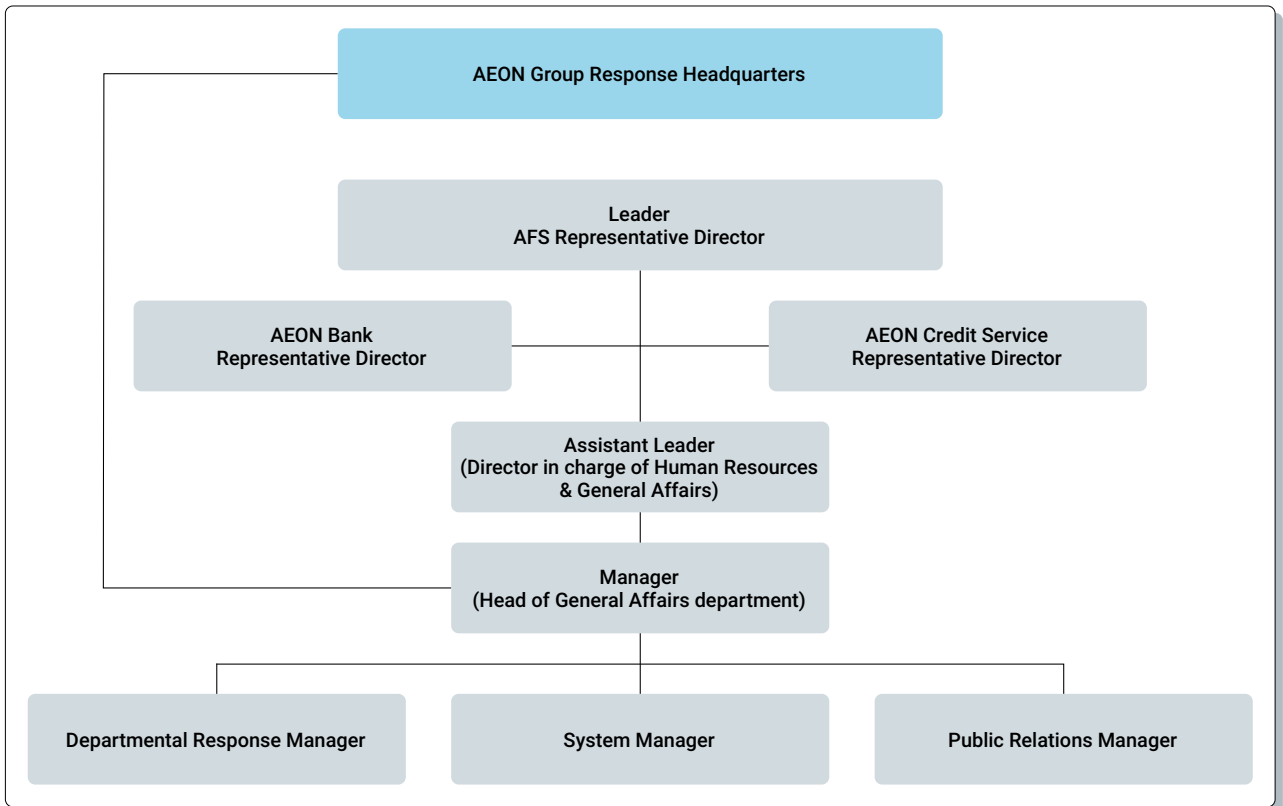 AEON Group Response Headquarters
Leader
AFS Representative Director
AEON Bank
Representative Director
AEON Credit Service
Representative Director
Assistant Leader
(Director in charge of Human Resources
& General Affairs)
Manager
(Head of General Affairs department)
Departmental Response Manager
System Manager
Public Relations Manager